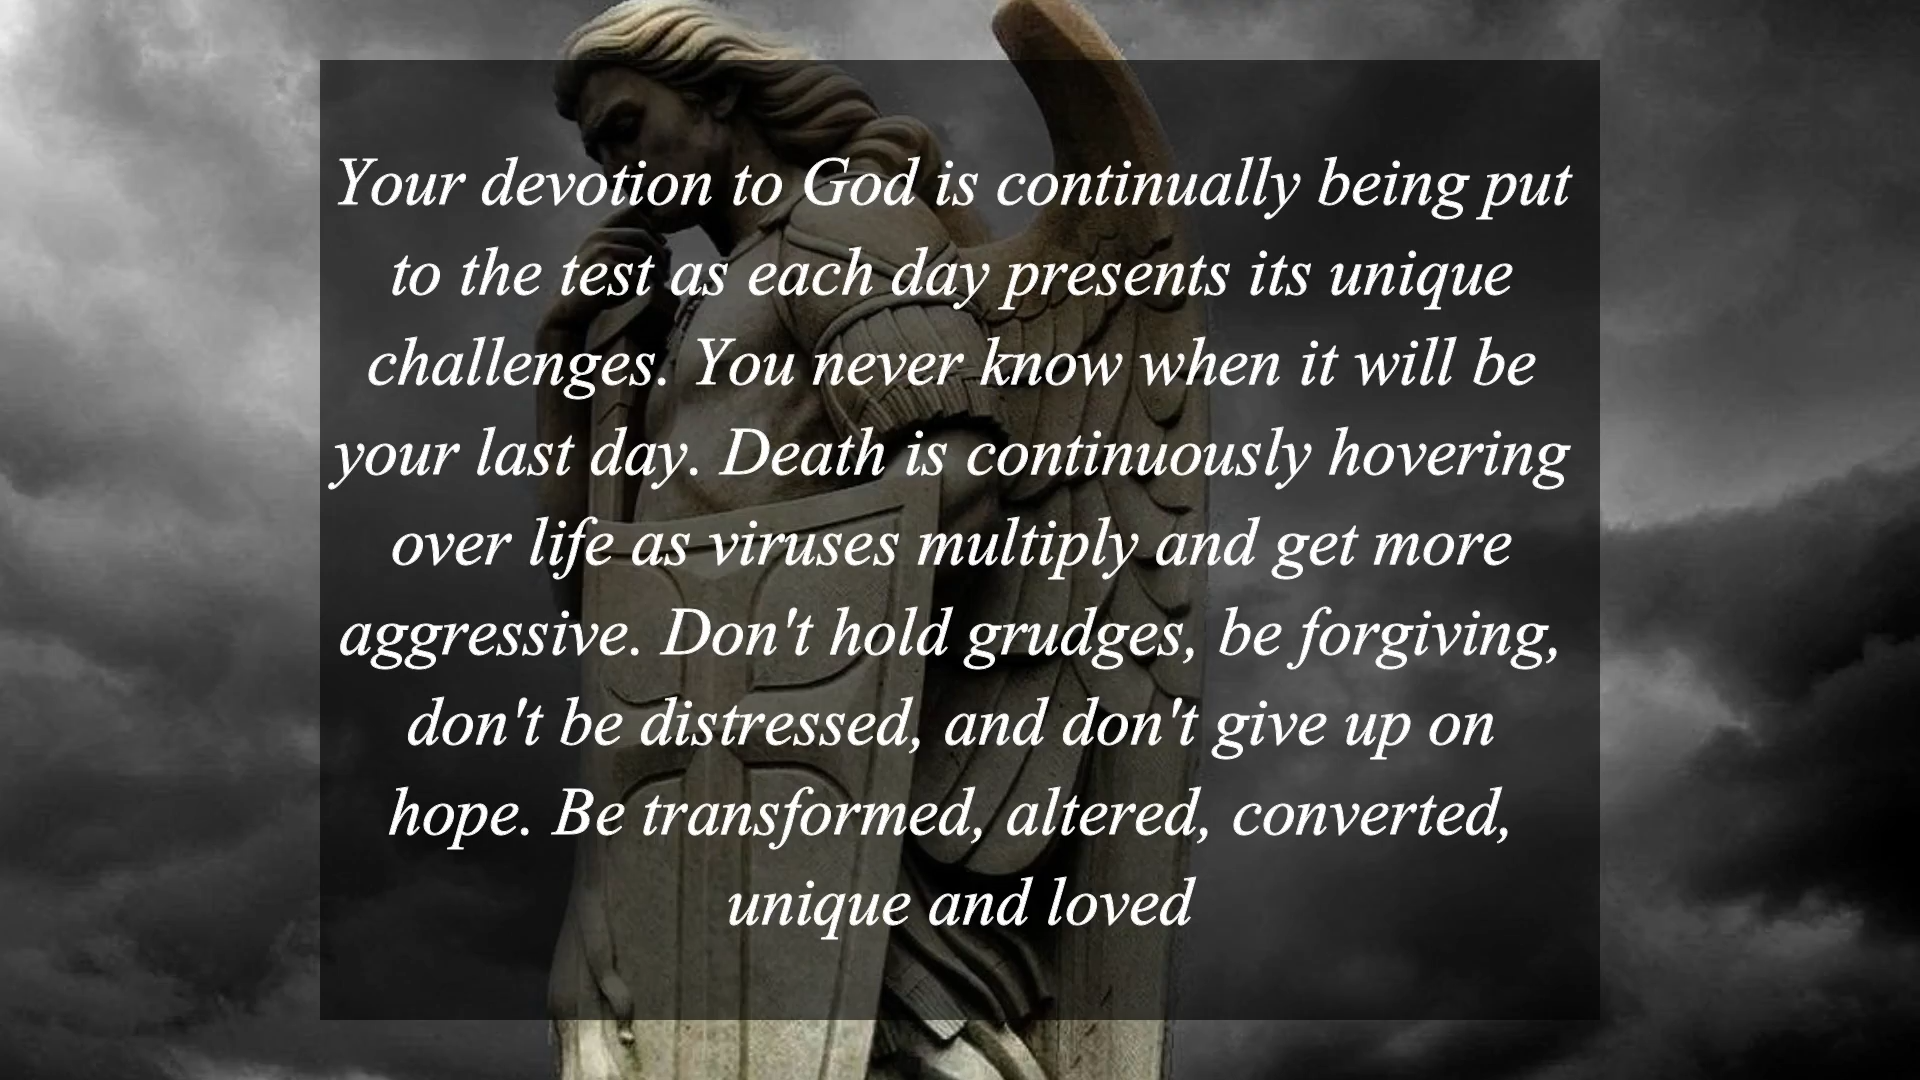 Your devotion to God is continually being put
to the test as each day presents its unique
challenges. You never know when it will be
your last day. Death is continuously hovering
over life as viruses multiply and get more
aggressive. Don't hold grudges, be forgiving,
don't be distressed, and don't give up on
hope. Be transformed, altered, converted,
unique and loved